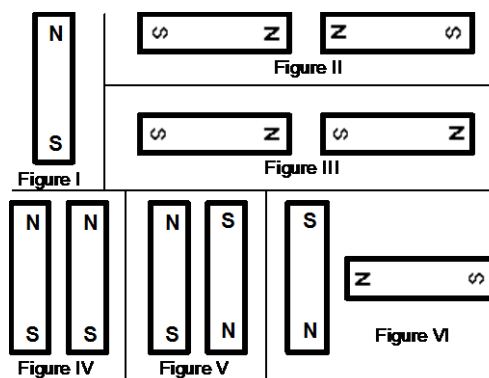 N
S
Figure I
S N N S
Figure II
S N S N
Figure III
N N
S S
Figure IV
N S
S N
Figure V
S
N S
N
Figure VI